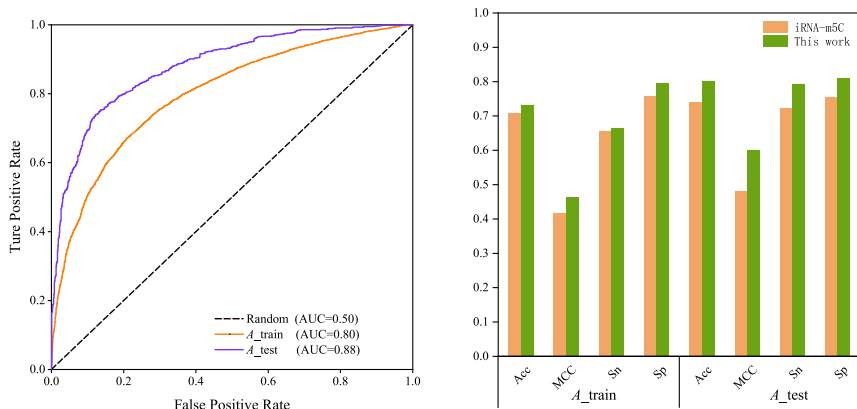 1.0
0.8
0.6
0.4
0.2
0.0
Ture Positive Rate
Random (AUC=0.50)
A_train (AUC=0.80)
A_test (AUC=0.88)
0.0 0.2 0.4 0.6 0.8 1.0
False Positive Rate
1.0
0.9
0.8
0.7
0.6
0.5
0.4
0.3
0.2
0.1
0.0
iRNA-m5C
This work
Acc MCC Sn Sp Acc MCC Sn Sp
A_train A_test